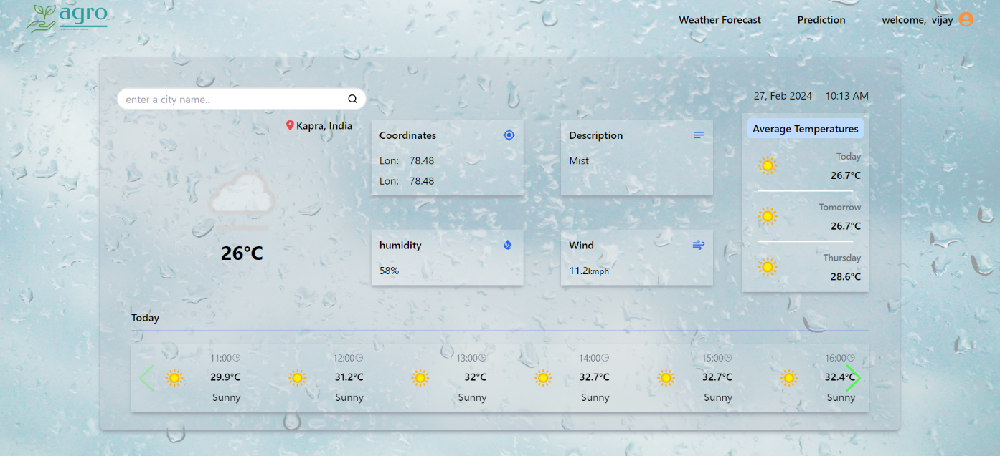 agro
Weather Forecast
Prediction
welcome, vijay
enter a city name..
27, Feb 2024 10:13 AM
Kapra, India
26°C
Coordinates
Lon: 78.48
Lon: 78.48
Description
Mist
humidity
58%
Wind
11.2kmph
Average Temperatures
Today
26.7°C
Tomorrow
26.7°C
Thursday
28.6°C
Today
11:00
29.9°C
Sunny
12:00
31.2°C
Sunny
13:00
32°C
Sunny
14:00
32.7°C
Sunny
15:00
32.7°C
Sunny
16:00
32.4°C
Sunny